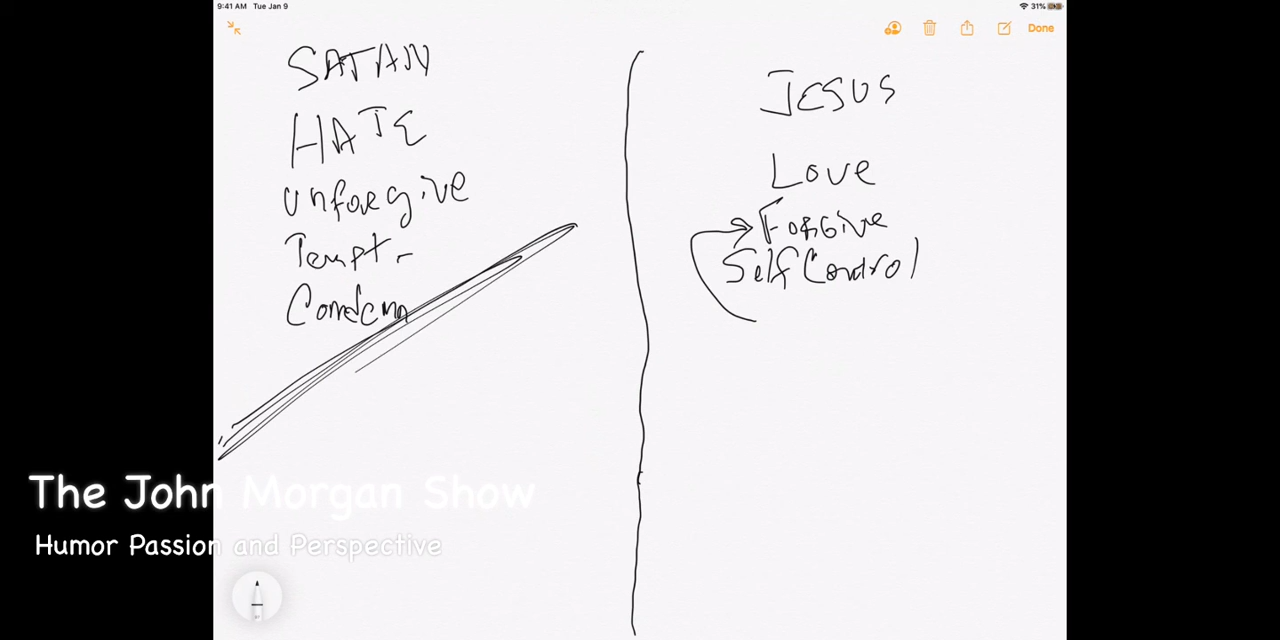 9:41 AM Tue Jan 9
31%
Done
SATAN
HATE
unforgive
Tempt
Condemn
JESUS
Love
Forgive
Self Control
The John Morgan Show
Humor Passion and Perspective